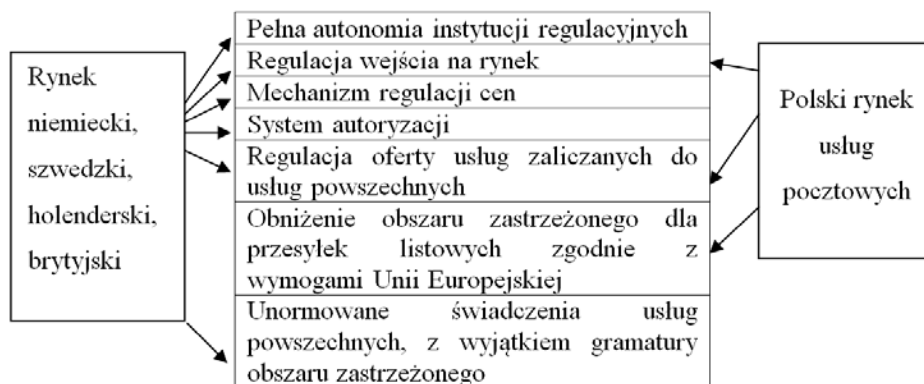 Rynek
niemiecki,
szwedzki,
holenderski,
brytyjski
Pełna autonomia instytucji regulacyjnych
Regulacja wejścia na rynek
Mechanizm regulacji cen
System autoryzacji
Regulacja oferty usług zaliczanych do
usług powszechnych
Obniżenie obszaru zastrzeżonego dla
przesyłek listowych zgodnie z
wymogami Unii Europejskiej
Unormowane świadczenia usług
powszechnych, z wyjątkiem gramatury
obszaru zastrzeżonego
Polski rynek
usług
pocztowych